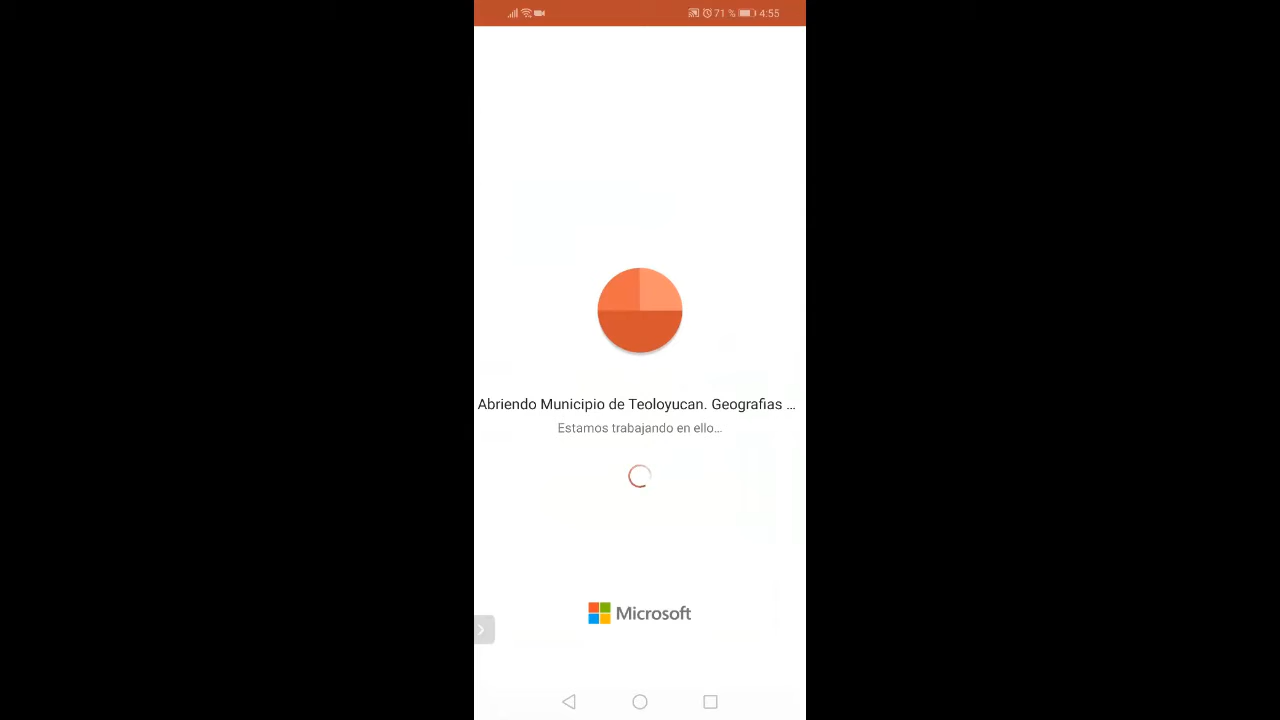 71 % 4:55
Abriendo Municipio de Teoloyucan. Geografias ...
Estamos trabajando en ello...
Microsoft